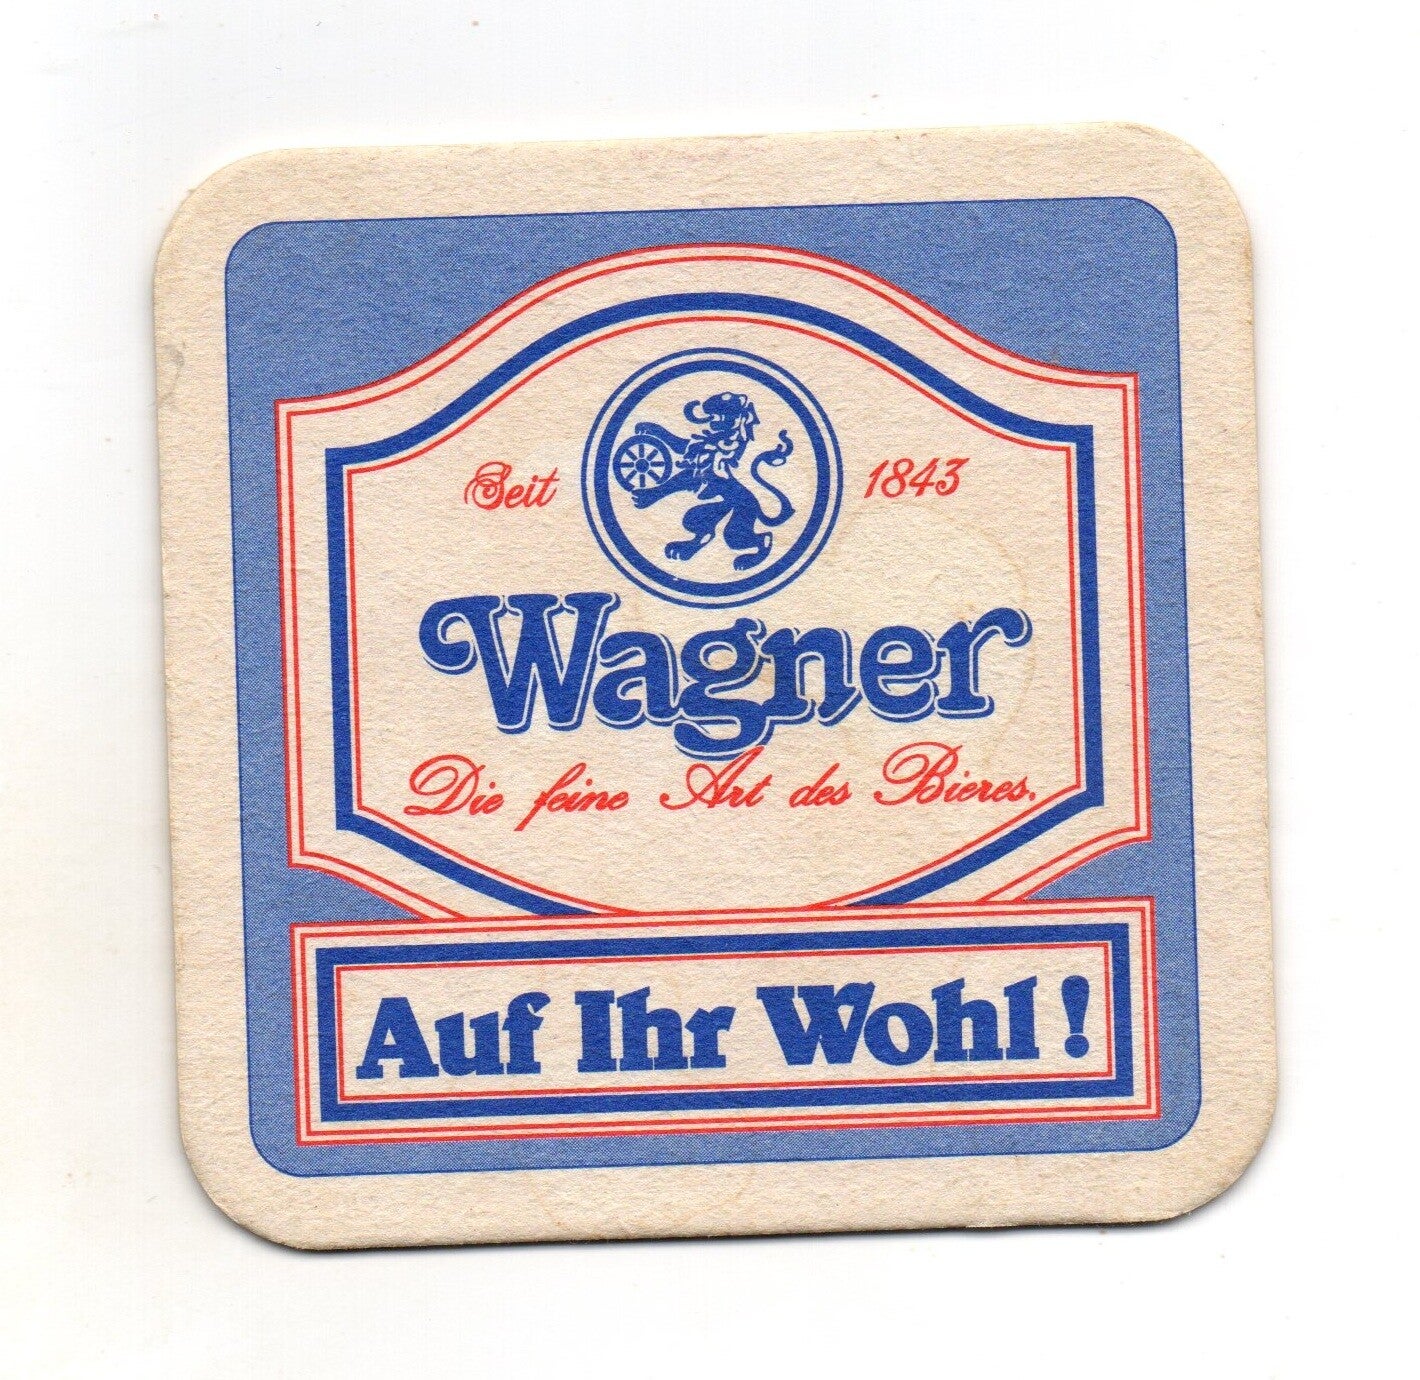 Seit 1843
Wagner
Die feine Art des Bieres.
Auf Ihr Wohl!